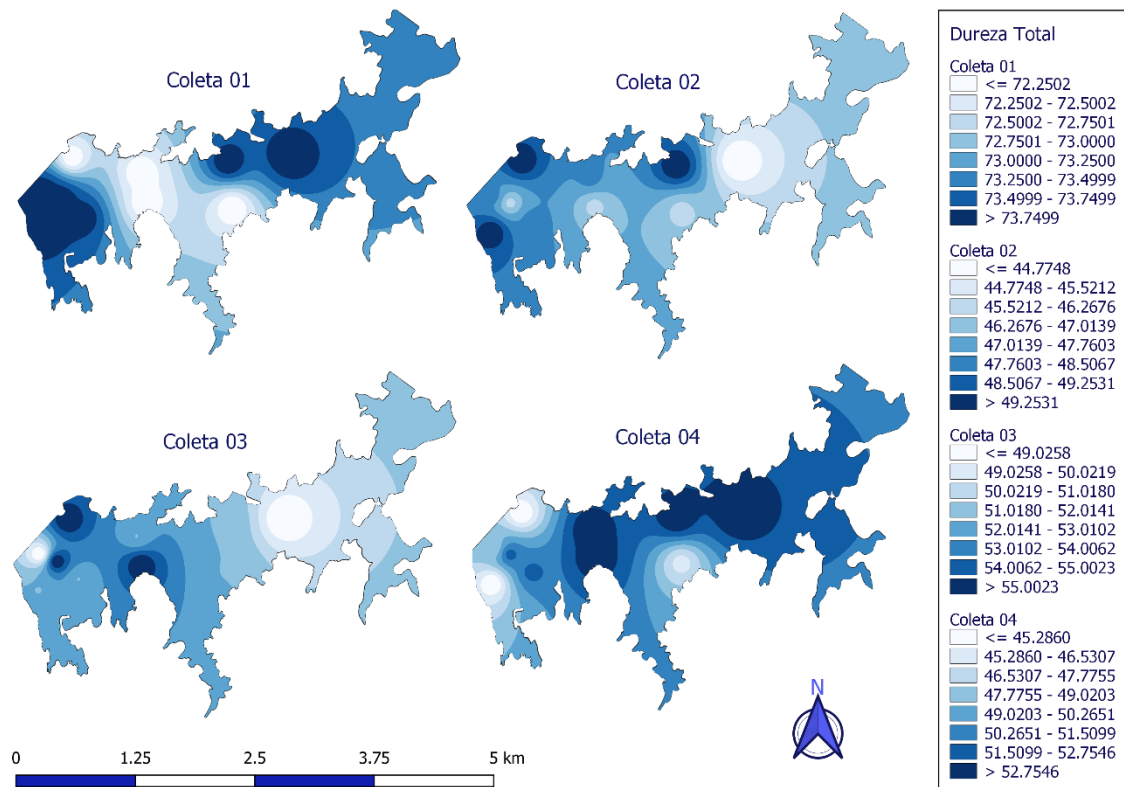 Coleta 01
Coleta 02
Coleta 03
Coleta 04
N
0 1.25 2.5 3.75 5 km
Dureza Total
Coleta 01
<= 72.2502
72.2502 - 72.5002
72.5002 - 72.7501
72.7501 - 73.0000
73.0000 - 73.2500
73.2500 - 73.4999
73.4999 - 73.7499
> 73.7499
Coleta 02
<= 44.7748
44.7748 - 45.5212
45.5212 - 46.2676
46.2676 - 47.0139
47.0139 - 47.7603
47.7603 - 48.5067
48.5067 - 49.2531
> 49.2531
Coleta 03
<= 49.0258
49.0258 - 50.0219
50.0219 - 51.0180
51.0180 - 52.0141
52.0141 - 53.0102
53.0102 - 54.0062
54.0062 - 55.0023
> 55.0023
Coleta 04
<= 45.2860
45.2860 - 46.5307
46.5307 - 47.7755
47.7755 - 49.0203
49.0203 - 50.2651
50.2651 - 51.5099
51.5099 - 52.7546
> 52.7546